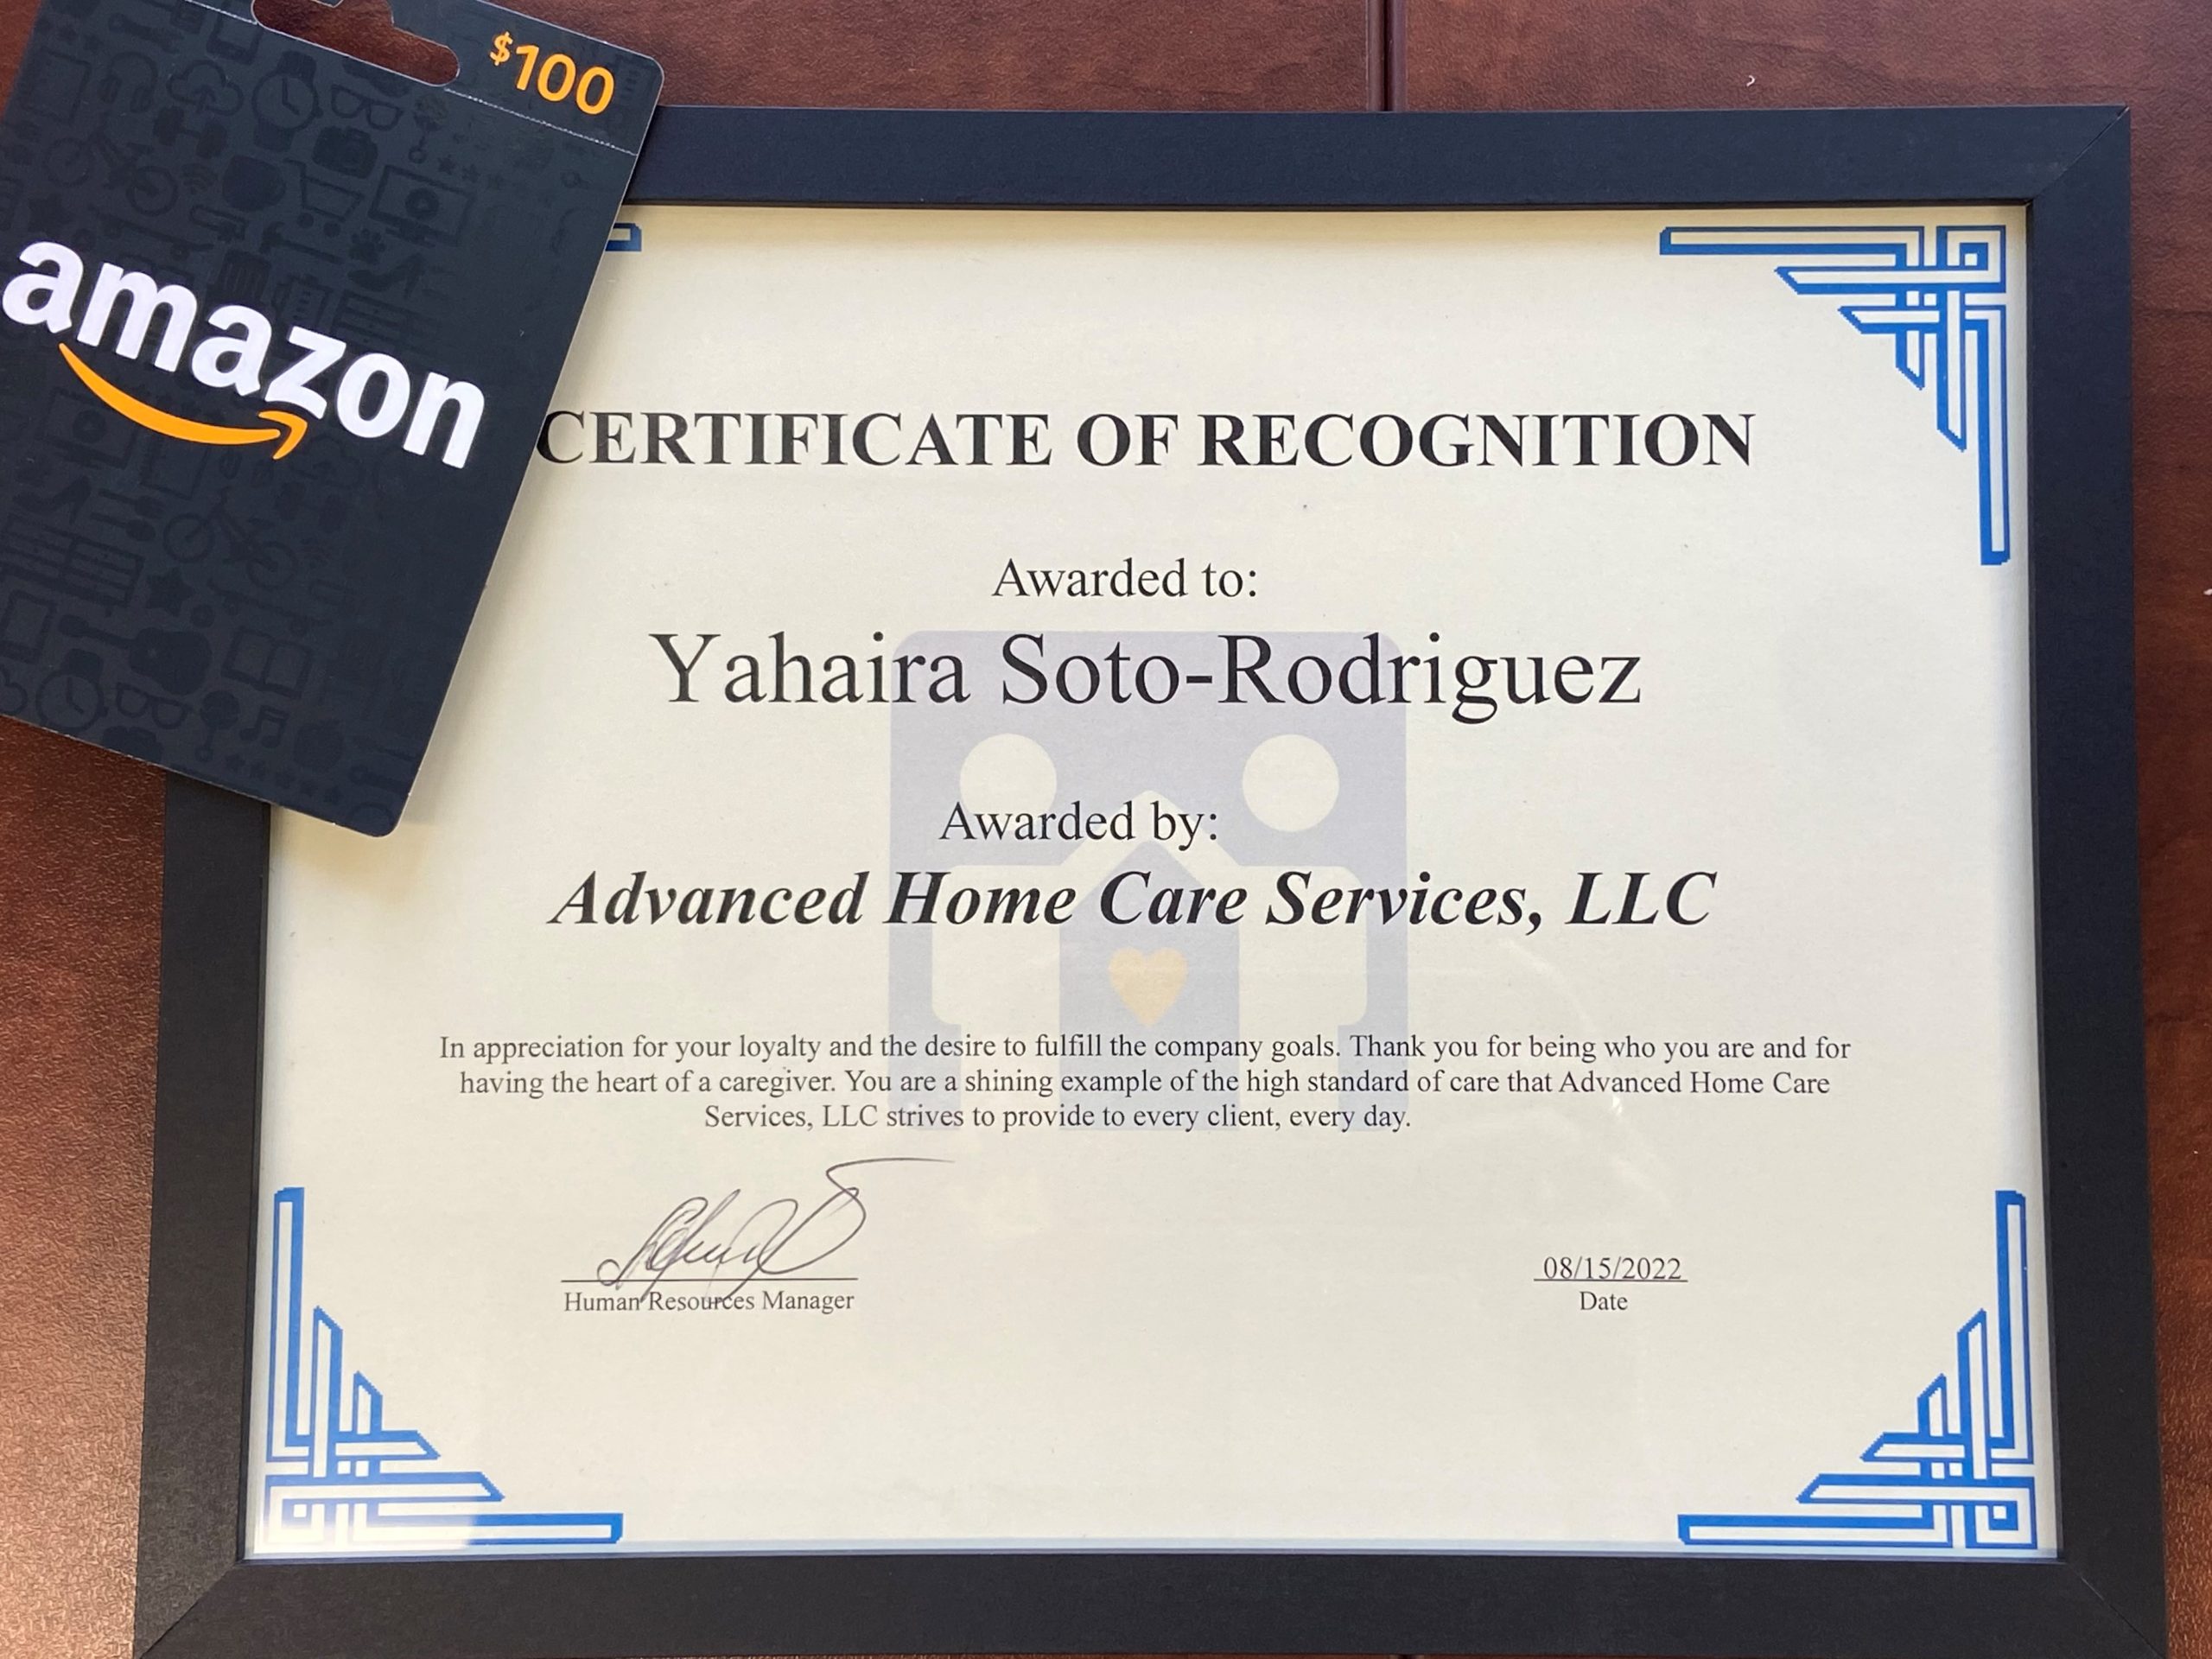 $100
amazon
CERTIFICATE OF RECOGNITION
Awarded to:
Yahaira Soto-Rodriguez
Awarded by:
Advanced Home Care Services, LLC
In appreciation for your loyalty and the desire to fulfill the company goals. Thank you for being who you are and for
having the heart of a caregiver. You are a shining example of the high standard of care that Advanced Home Care
Services, LLC strives to provide to every client, every day.
08/15/2022
Human Resources Manager
Date